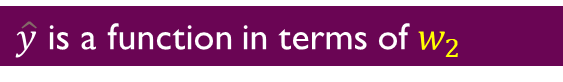 ŷ is a function in terms of w₂